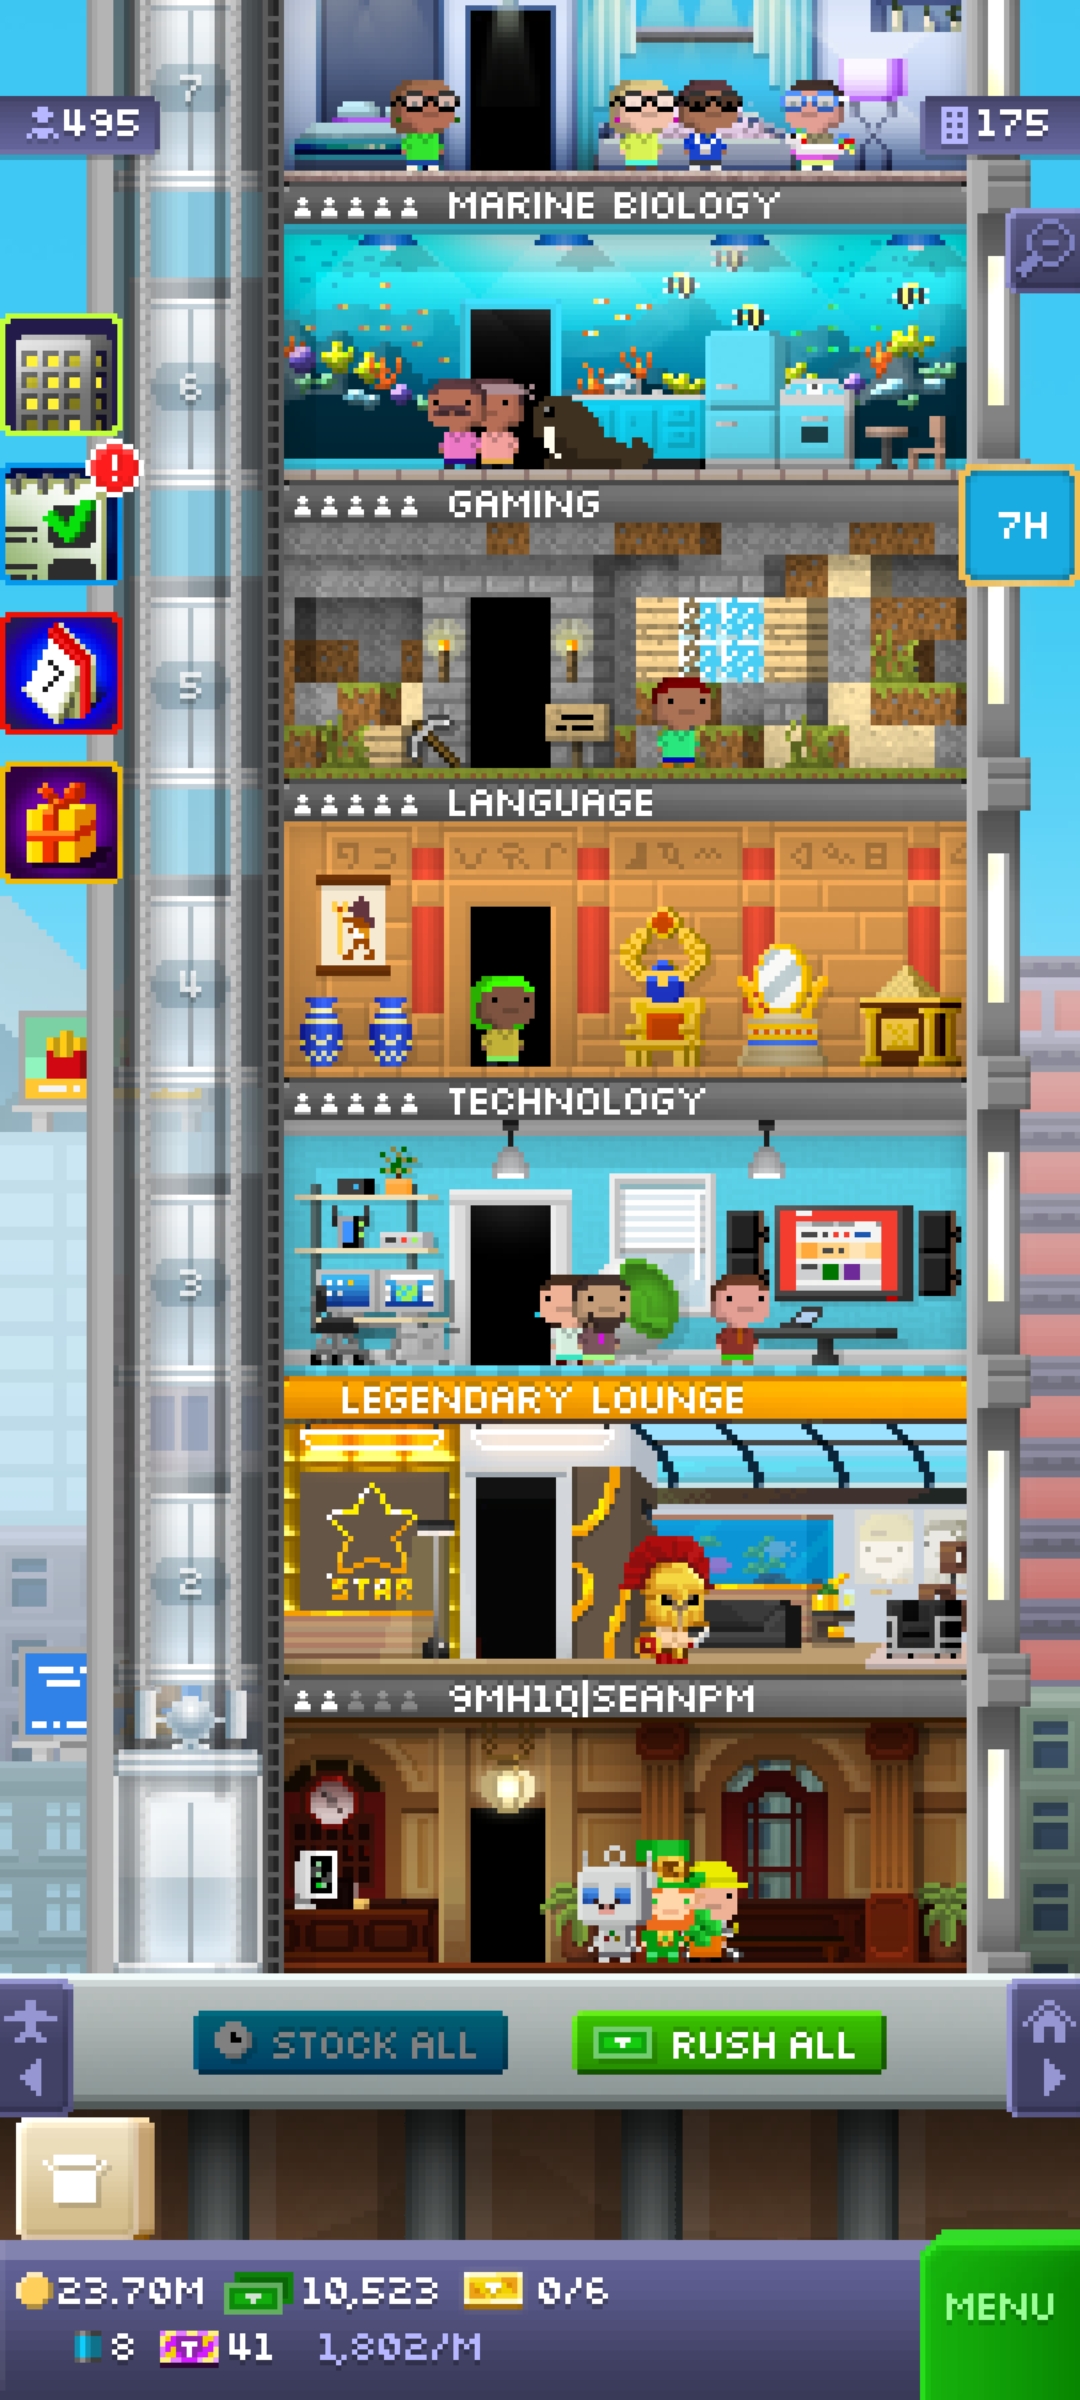 7
495
175
MARINE BIOLOGY
6
GAMING
7H
5
LANGUAGE
4
TECHNOLOGY
3
LEGENDARY LOUNGE
STAR
2
9MH1Q|SEANPM
STOCK ALL
RUSH ALL
23.70M 10,523 0/6
8 41 1,802/M
MENU